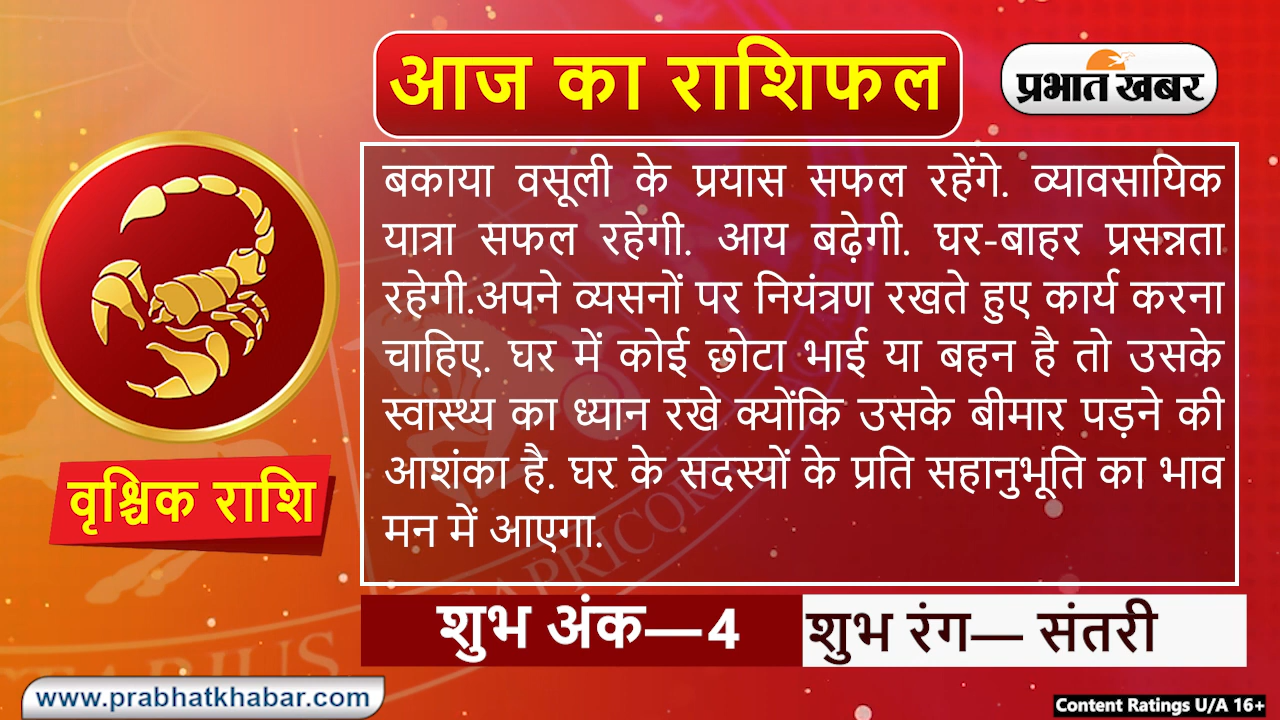 आज का राशिफल
प्रभात खबर
बकाया वसूली के प्रयास सफल रहेंगे. व्यावसायिक
यात्रा सफल रहेगी. आय बढ़ेगी. घर-बाहर प्रसन्नता
रहेगी.अपने व्यसनों पर नियंत्रण रखते हुए कार्य करना
चाहिए. घर में कोई छोटा भाई या बहन है तो उसके
स्वास्थ्य का ध्यान रखे क्योंकि उसके बीमार पड़ने की
आशंका है. घर के सदस्यों के प्रति सहानुभूति का भाव
मन में आएगा.
वृश्चिक राशि
शुभ अंक—4
शुभ रंग— संतरी
CAPRICORN
www.prabhatkhabar.com
Content Ratings U/A 16+